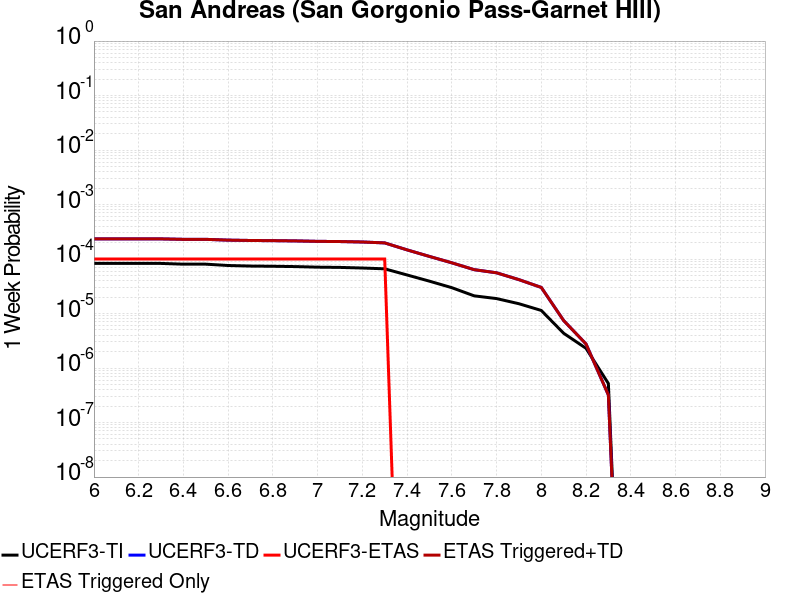 San Andreas (San Gorgonio Pass-Garnet HIll)
10^0
10^-1
10^-2
10^-3
10^-4
10^-5
10^-6
10^-7
10^-8
1 Week Probability
6 6.2 6.4 6.6 6.8 7 7.2 7.4 7.6 7.8 8 8.2 8.4 8.6 8.8 9
Magnitude
UCERF3-TI UCERF3-TD UCERF3-ETAS ETAS Triggered+TD
ETAS Triggered Only